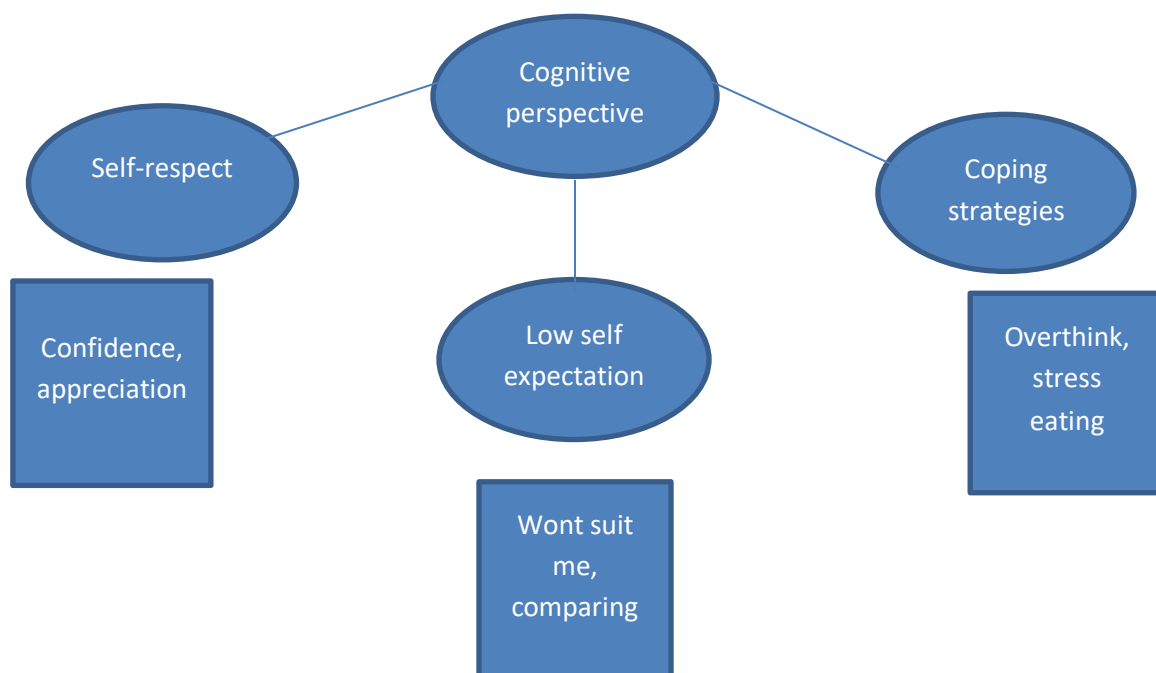 Cognitive
perspective
Self-respect
Coping
strategies
Confidence,
appreciation
Low self
expectation
Overthink,
stress
eating
Wont suit
me,
comparing